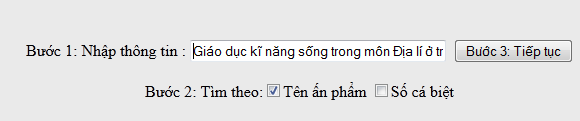 Bước 1: Nhập thông tin : Giáo dục kĩ năng sống trong môn Địa lí ở tr Bước 3: Tiếp tục
Bước 2: Tìm theo: Tên ấn phẩm Số cá biệt